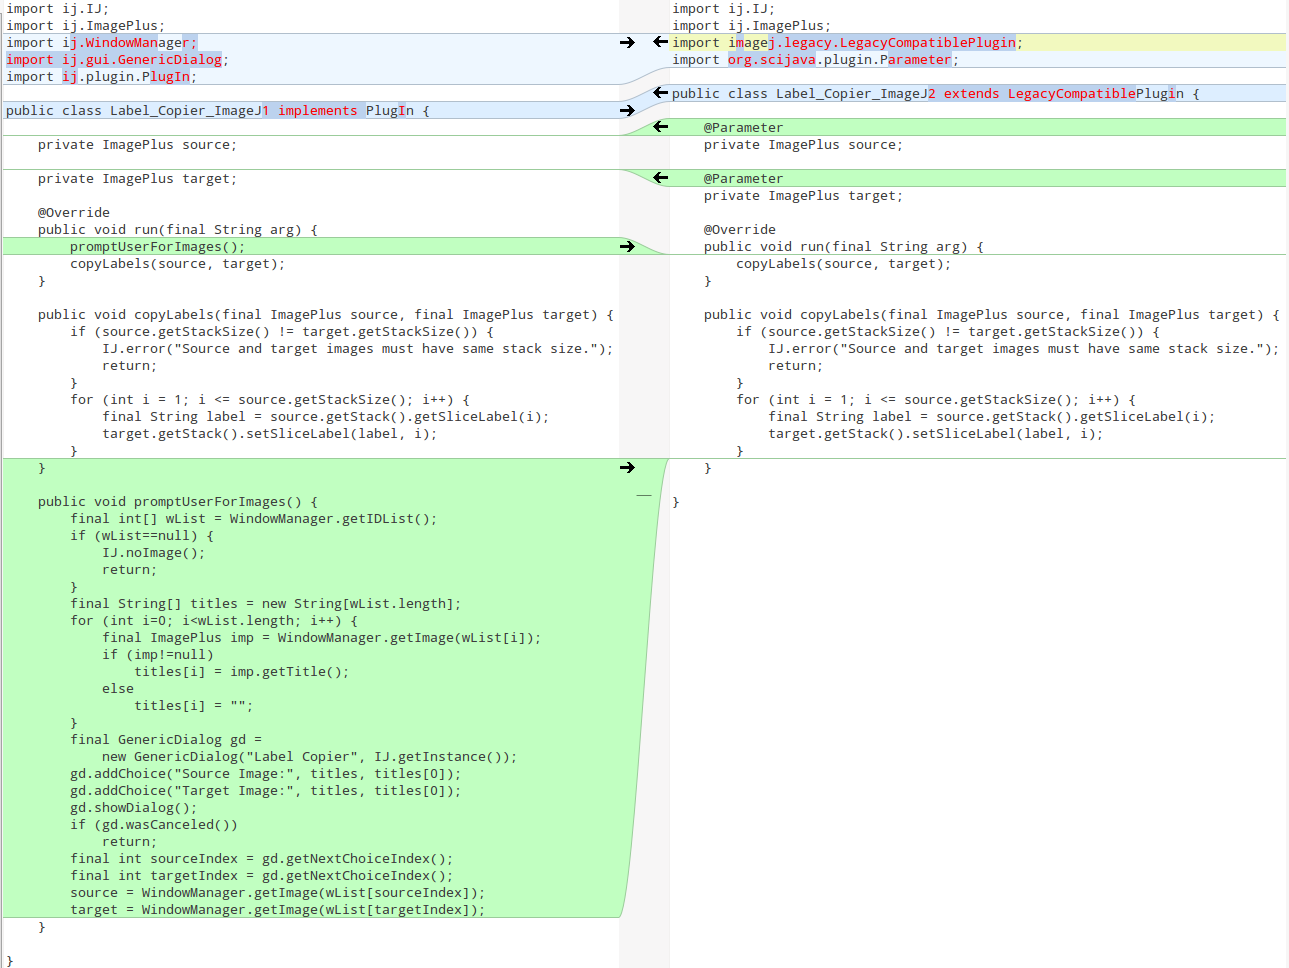 import ij.IJ;
import ij.ImagePlus;
import ij.WindowManager;
import ij.gui.GenericDialog;
import ij.plugin.PlugIn;

public class Label_Copier_ImageJ1 implements PlugIn {

    private ImagePlus source;

    private ImagePlus target;

    @Override
    public void run(final String arg) {
        promptUserForImages();
        copyLabels(source, target);
    }

    public void copyLabels(final ImagePlus source, final ImagePlus target) {
        if (source.getStackSize() != target.getStackSize()) {
            IJ.error("Source and target images must have same stack size.");
            return;
        }
        for (int i = 1; i <= source.getStackSize(); i++) {
            final String label = source.getStack().getSliceLabel(i);
            target.getStack().setSliceLabel(label, i);
        }
    }

    public void promptUserForImages() {
        final int[] wList = WindowManager.getIDList();
        if (wList==null) {
            IJ.noImage();
            return;
        }
        final String[] titles = new String[wList.length];
        for (int i=0; i<wList.length; i++) {
            final ImagePlus imp = WindowManager.getImage(wList[i]);
            if (imp!=null)
                titles[i] = imp.getTitle();
            else
                titles[i] = "";
        }
        final GenericDialog gd =
            new GenericDialog("Label Copier", IJ.getInstance());
        gd.addChoice("Source Image:", titles, titles[0]);
        gd.addChoice("Target Image:", titles, titles[0]);
        gd.showDialog();
        if (gd.wasCanceled())
            return;
        final int sourceIndex = gd.getNextChoiceIndex();
        final int targetIndex = gd.getNextChoiceIndex();
        source = WindowManager.getImage(wList[sourceIndex]);
        target = WindowManager.getImage(wList[targetIndex]);
    }

}
import ij.IJ;
import ij.ImagePlus;
import imagej.legacy.LegacyCompatiblePlugin;
import org.scijava.plugin.Parameter;

public class Label_Copier_ImageJ2 extends LegacyCompatiblePlugin {

    @Parameter
    private ImagePlus source;

    @Parameter
    private ImagePlus target;

    @Override
    public void run(final String arg) {
        copyLabels(source, target);
    }

    public void copyLabels(final ImagePlus source, final ImagePlus target) {
        if (source.getStackSize() != target.getStackSize()) {
            IJ.error("Source and target images must have same stack size.");
            return;
        }
        for (int i = 1; i <= source.getStackSize(); i++) {
            final String label = source.getStack().getSliceLabel(i);
            target.getStack().setSliceLabel(label, i);
        }
    }

}